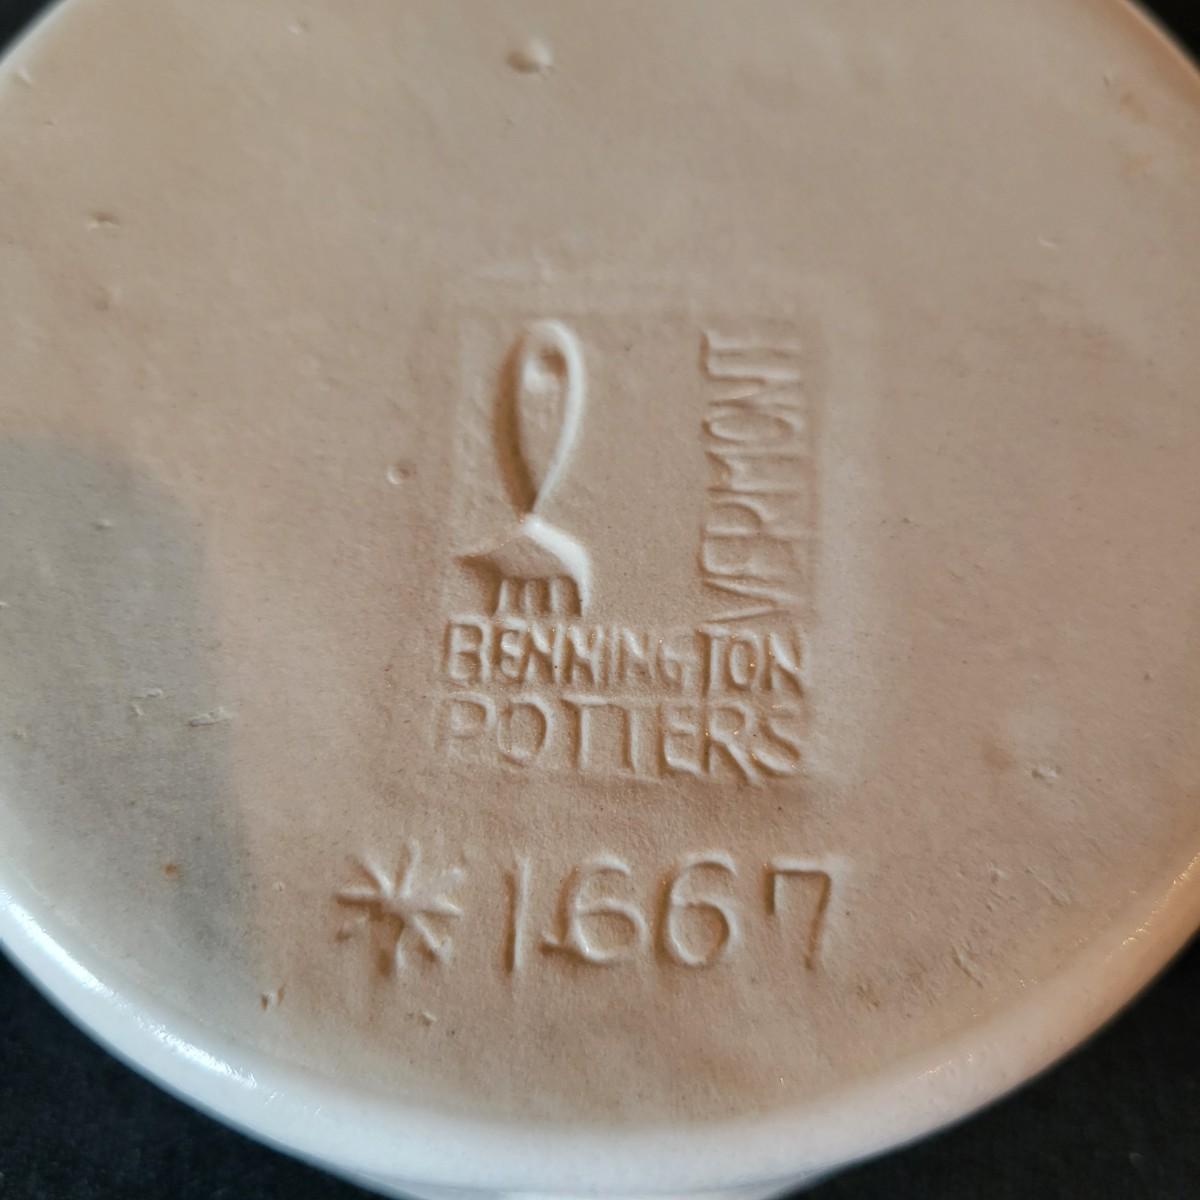 VERMONT
BENNINGTON
POTTERS
*1667